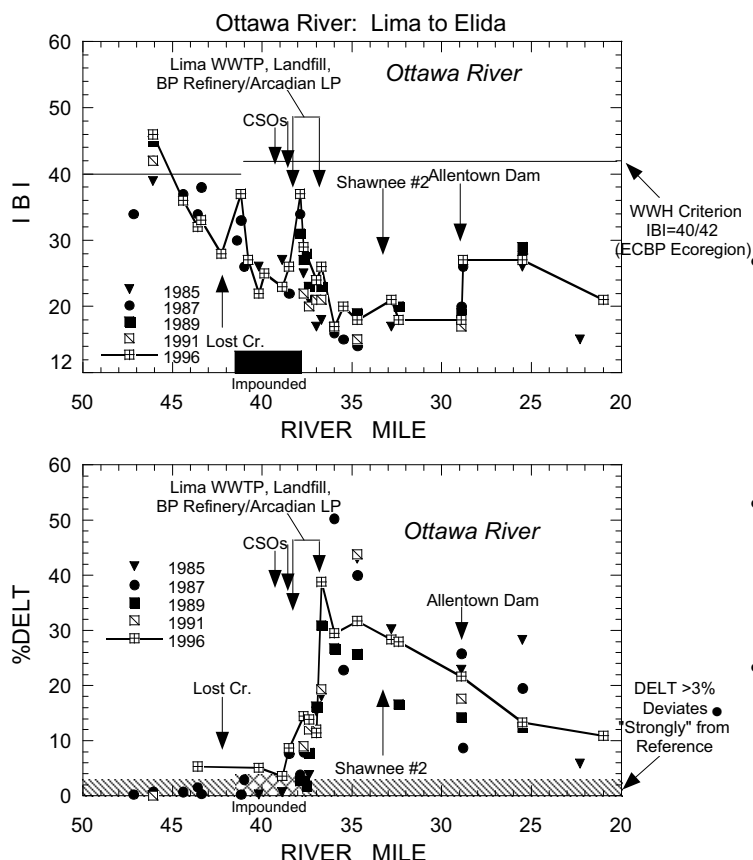 Ottawa River: Lima to Elida
Lima WWTP, Landfill,
BP Refinery/Arcadian LP
Ottawa River
CSOs
Shawnee #2
Allentown Dam
WWH Criterion
IBI=40/42
(ECBP Ecoregion)
I B I
60
50
40
30
20
12
1985
1987
1989
1991
1996
Lost Cr.
Impounded
50 45 40 35 30 25 20
RIVER MILE
Lima WWTP, Landfill,
BP Refinery/Arcadian LP
Ottawa River
CSOs
1985
1987
1989
1991
1996
Allentown Dam
Lost Cr.
Shawnee #2
DELT >3%
Deviates
"Strongly" from
Reference
%DELT
60
50
40
30
20
10
0
Impounded
50 45 40 35 30 25 20
RIVER MILE